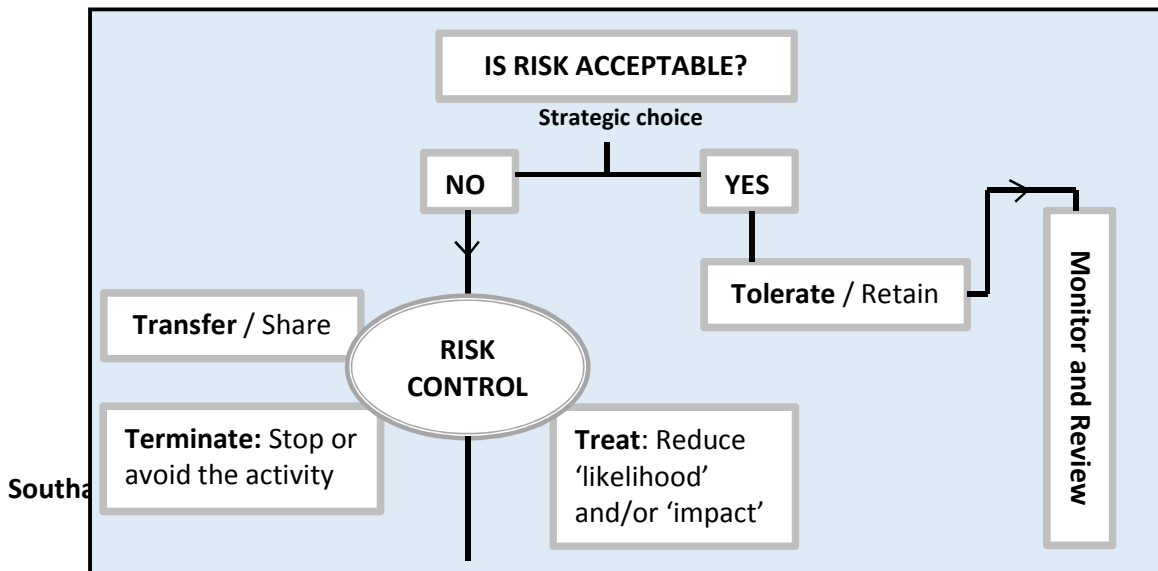 IS RISK ACCEPTABLE?
Strategic choice
NO
YES
Tolerate / Retain
Monitor and Review
Transfer / Share
RISK
CONTROL
Terminate: Stop or
avoid the activity
Treat: Reduce
‘likelihood’
and/or ‘impact’